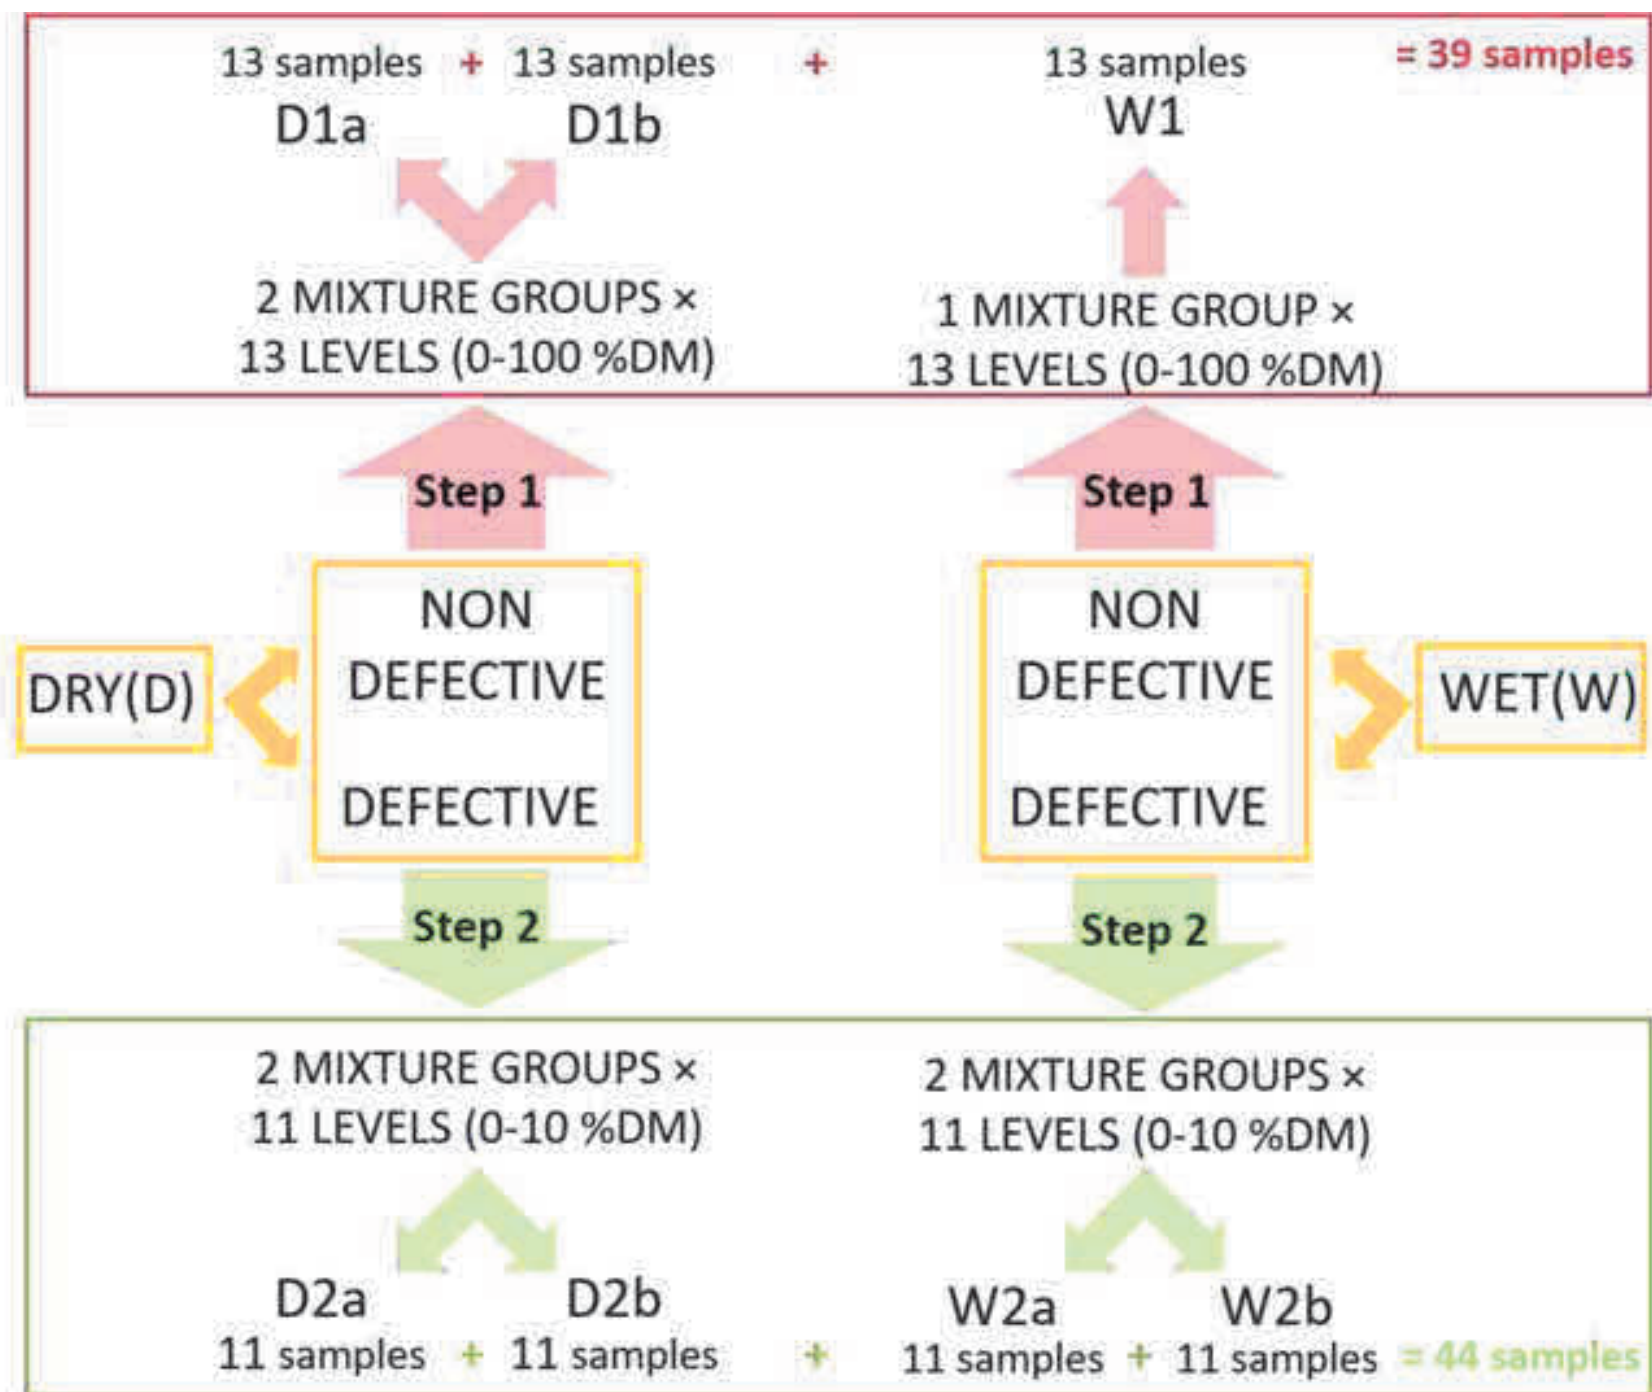 13 samples + 13 samples + 13 samples = 39 samples
D1a D1b W1
2 MIXTURE GROUPS ×
13 LEVELS (0-100 %DM)
1 MIXTURE GROUP ×
13 LEVELS (0-100 %DM)
Step 1
Step 1
NON
DEFECTIVE
DEFECTIVE
NON
DEFECTIVE
DEFECTIVE
DRY(D)
WET(W)
Step 2
Step 2
2 MIXTURE GROUPS ×
11 LEVELS (0-10 %DM)
2 MIXTURE GROUPS ×
11 LEVELS (0-10 %DM)
D2a D2b W2a W2b
11 samples + 11 samples + 11 samples + 11 samples = 44 samples